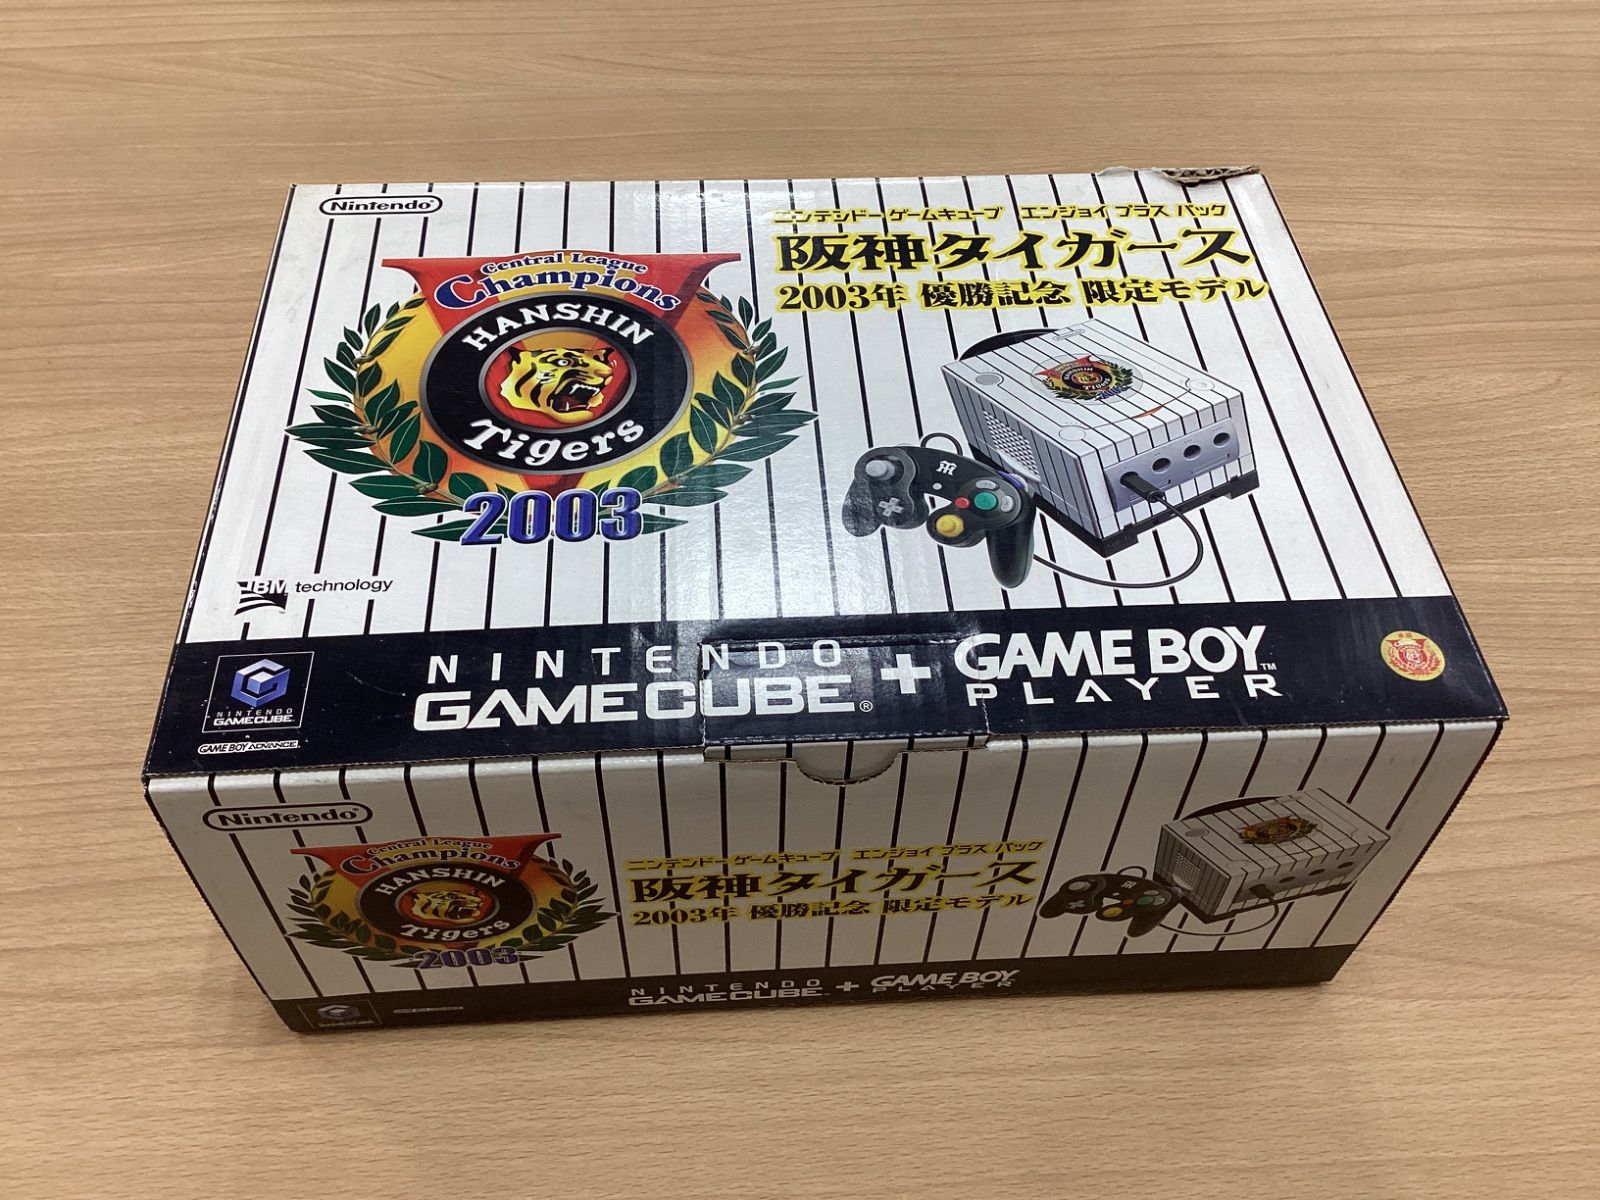 Nintendo®
ニンテンドー ゲームキューブ エンジョイ プラス パック
阪神タイガース
2003年 優勝記念 限定モデル
Central League
Champions
HANSHIN
Tigers
2003
IBM technology
NINTENDO
GAMECUBE®
+
GAME BOY™
PLAYER
NINTENDO
GAMECUBE
GAME BOY ADVANCE
Nintendo®
Central League
Champions
HANSHIN
Tigers
2003
ニンテンドー ゲームキューブ エンジョイ プラス パック
阪神タイガース
2003年 優勝記念 限定モデル
NINTENDO
GAMECUBE
+
GAME BOY
PLAYER